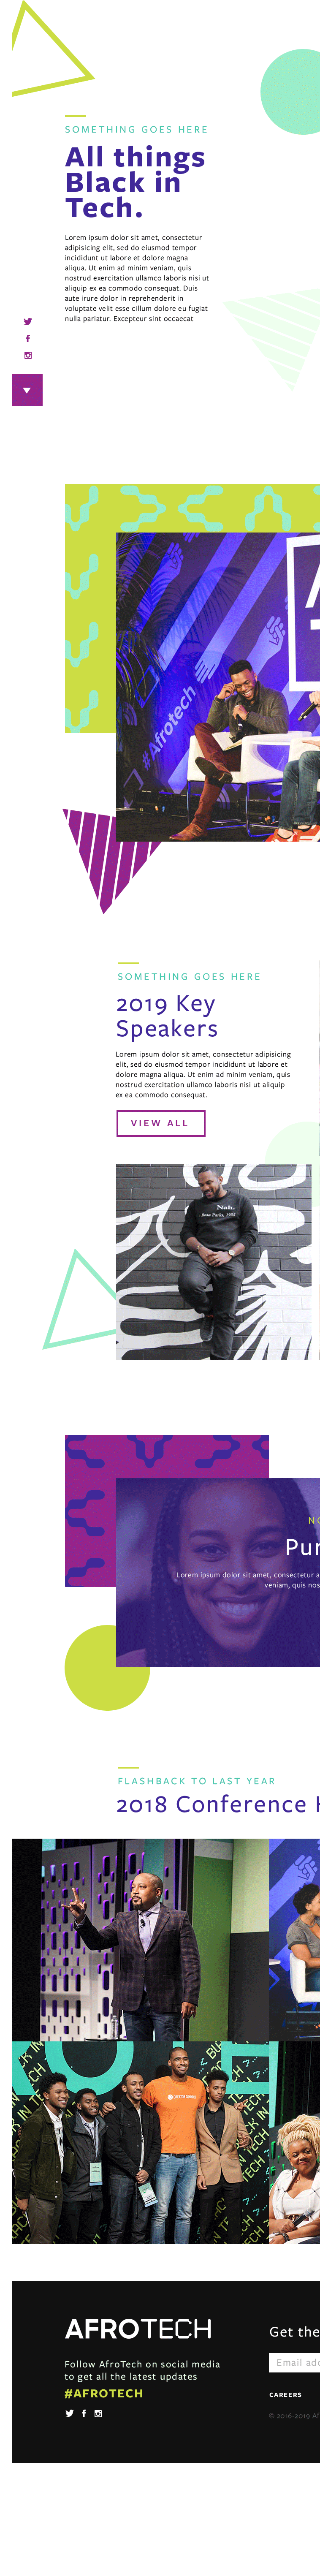 SOMETHING GOES HERE
All things
Black in
Tech.
Lorem ipsum dolor sit amet, consectetur
adipisicing elit, sed do eiusmod tempor
incididunt ut labore et dolore magna
aliqua. Ut enim ad minim veniam, quis
nostrud exercitation ullamco laboris nisi ut
aliquip ex ea commodo consequat. Duis
aute irure dolor in reprehenderit in
voluptate velit esse cillum dolore eu fugiat
nulla pariatur. Excepteur sint occaecat
#Afrotech
SOMETHING GOES HERE
2019 Key
Speakers
Lorem ipsum dolor sit amet, consectetur adipisicing
elit, sed do eiusmod tempor incididunt ut labore et
dolore magna aliqua. Ut enim ad minim veniam, quis
nostrud exercitation ullamco laboris nisi ut aliquip
ex ea commodo consequat.
VIEW ALL
Nah.
Rosa Parks, 1955
Pur
Lorem ipsum dolor sit amet, consectetur a
veniam, quis nos
FLASHBACK TO LAST YEAR
2018 Conference
AFROTECH
Follow AfroTech on social media
to get all the latest updates
#AFROTECH
Get the
Email add
CAREERS
© 2016-2019 Af